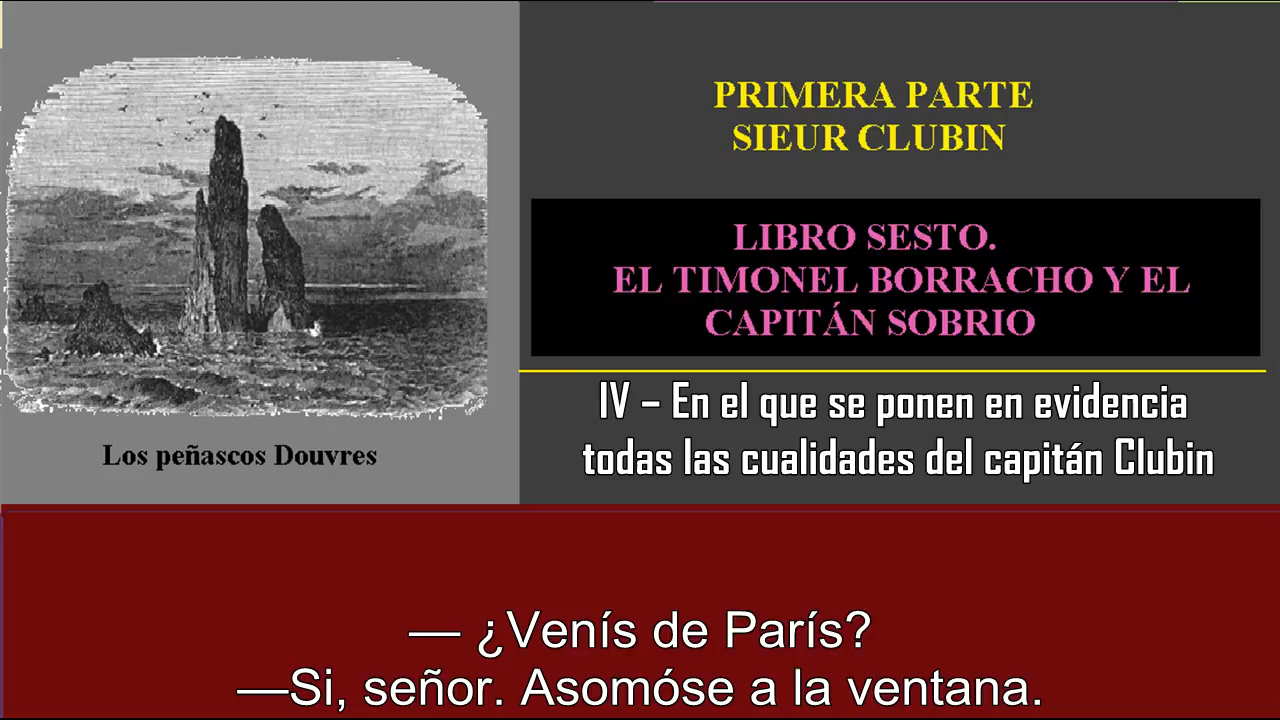 PRIMERA PARTE
SIEUR CLUBIN
LIBRO SESTO.
EL TIMONEL BORRACHO Y EL
CAPITÁN SOBRIO
IV – En el que se ponen en evidencia
todas las cualidades del capitán Clubin
Los peñascos Douvres
— ¿Venís de París?
—Si, señor. Asomóse a la ventana.